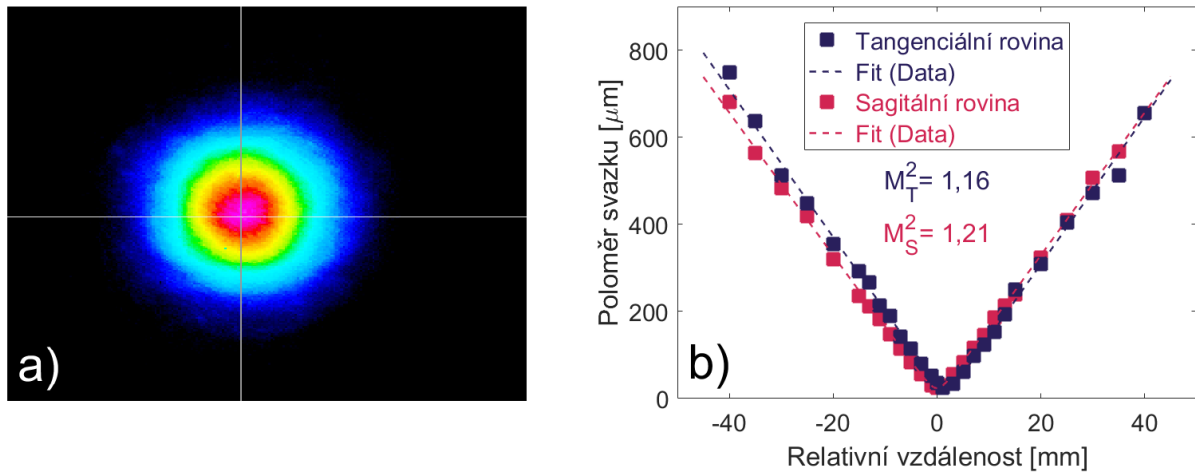 a)
b)
Poloměr svazku [μm]
800
600
400
200
0
Tangenciální rovina
Fit (Data)
Sagitální rovina
Fit (Data)
M²T= 1,16
M²S= 1,21
-40 -20 0 20 40
Relativní vzdálenost [mm]